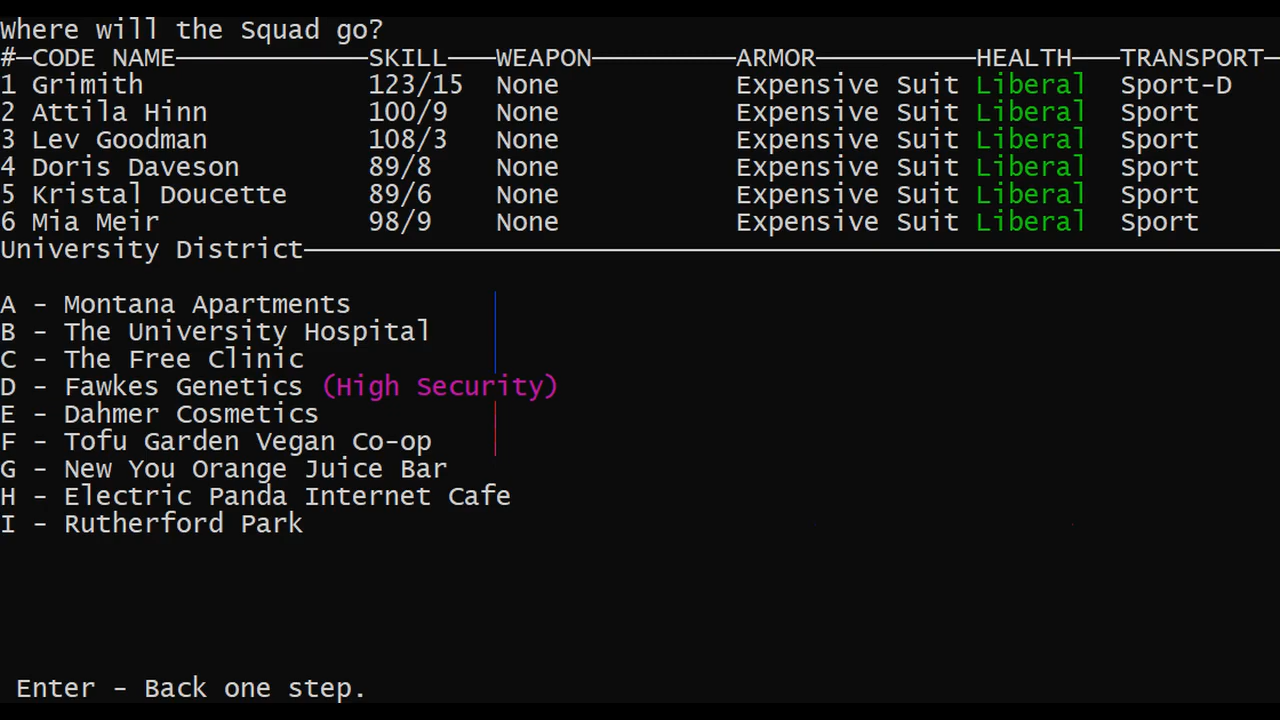 Where will the Squad go?
#—CODE NAME————————————SKILL———WEAPON—————————ARMOR——————————HEALTH———TRANSPORT—
1 Grimith 123/15 None Expensive Suit Liberal Sport-D
2 Attila Hinn 100/9 None Expensive Suit Liberal Sport
3 Lev Goodman 108/3 None Expensive Suit Liberal Sport
4 Doris Daveson 89/8 None Expensive Suit Liberal Sport
5 Kristal Doucette 89/6 None Expensive Suit Liberal Sport
6 Mia Meir 98/9 None Expensive Suit Liberal Sport
University District
A - Montana Apartments
B - The University Hospital
C - The Free Clinic
D - Fawkes Genetics (High Security)
E - Dahmer Cosmetics
F - Tofu Garden Vegan Co-op
G - New You Orange Juice Bar
H - Electric Panda Internet Cafe
I - Rutherford Park
Enter - Back one step.